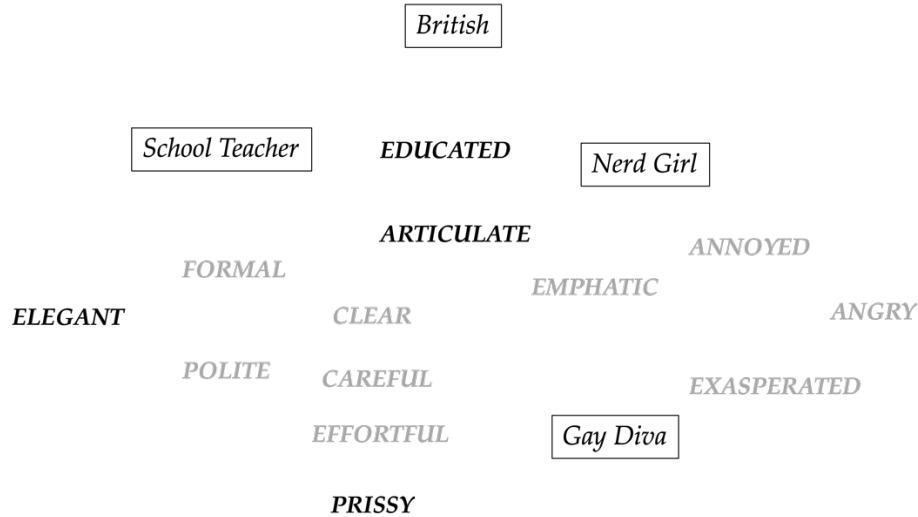 British
School Teacher
EDUCATED
Nerd Girl
ARTICULATE
ANNOYED
FORMAL
EMPHATIC
ELEGANT
CLEAR
ANGRY
POLITE
CAREFUL
EXASPERATED
EFFORTFUL
Gay Diva
PRISSY